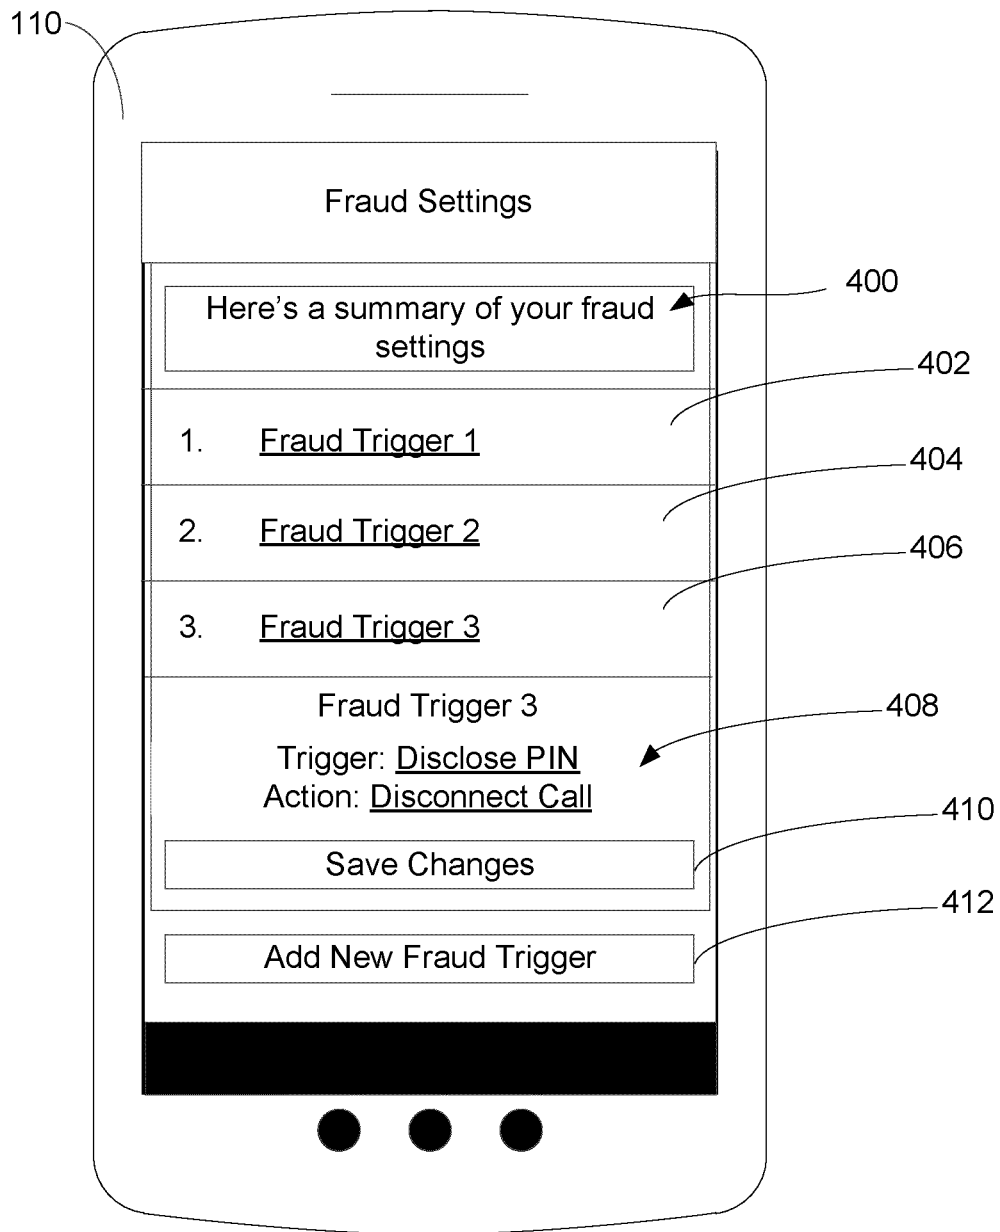 110
Fraud Settings
Here's a summary of your fraud
settings
400
402
1. Fraud Trigger 1
404
2. Fraud Trigger 2
406
3. Fraud Trigger 3
Fraud Trigger 3
408
Trigger: Disclose PIN
Action: Disconnect Call
410
Save Changes
412
Add New Fraud Trigger